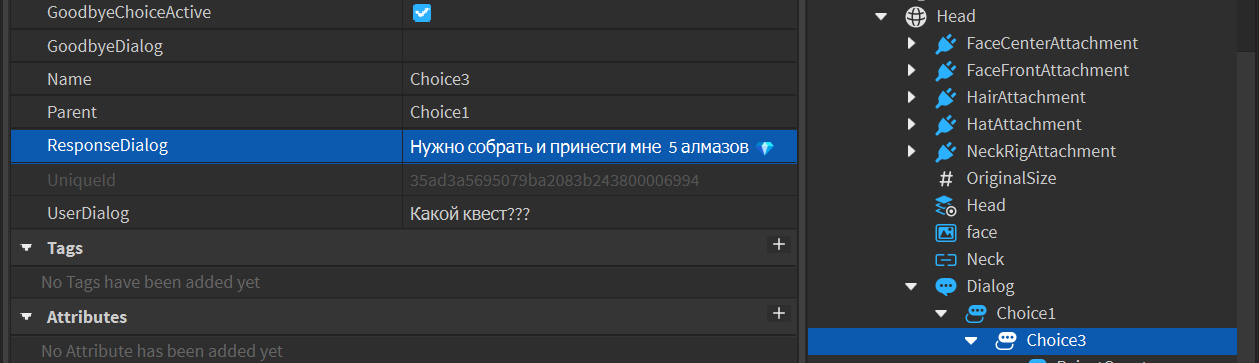 GoodbyeChoiceActive
GoodbyeDialog
Name Choice3
Parent Choice1
ResponseDialog Нужно собрать и принести мне 5 алмазов 💎
UniqueId 35ad3a5695079ba2083b243800006994
UserDialog Какой квест???
Tags +
No Tags have been added yet
Attributes +
No Attribute has been added yet
Head
FaceCenterAttachment
FaceFrontAttachment
HairAttachment
HatAttachment
NeckRigAttachment
# OriginalSize
Head
face
Neck
Dialog
Choice1
Choice3